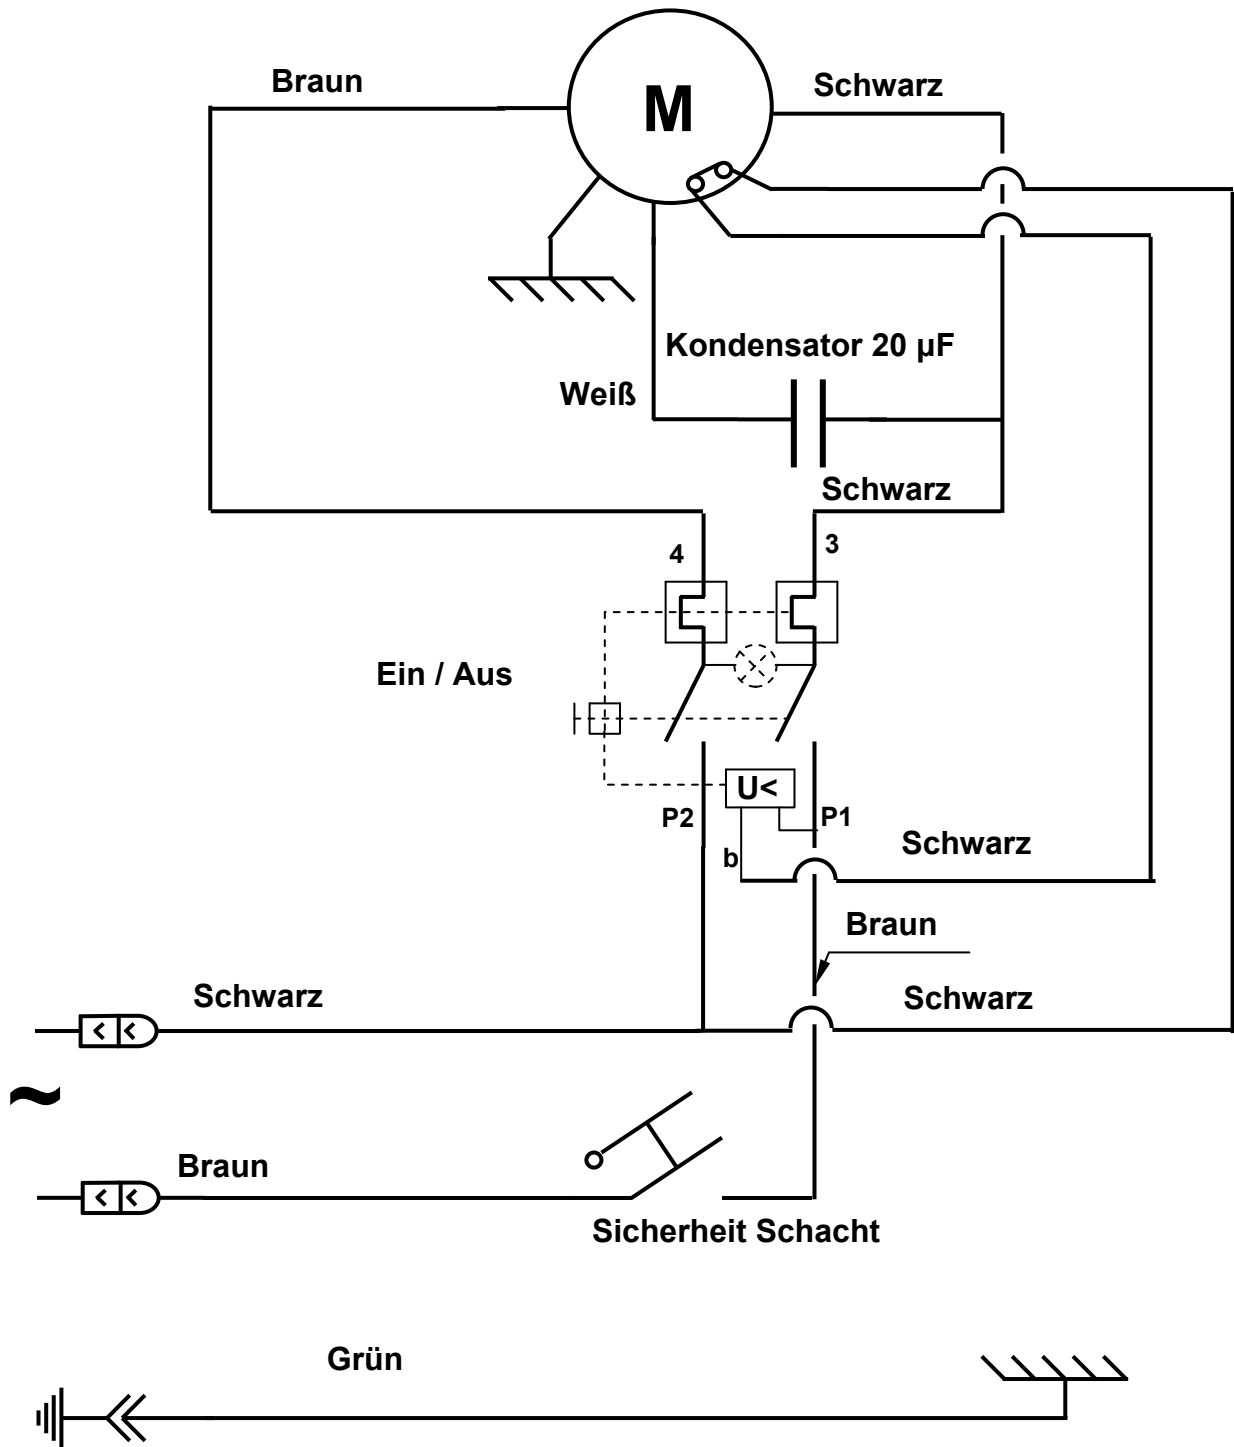 Braun
M
Schwarz
Kondensator 20 µF
Weiß
Schwarz
4
3
Ein / Aus
U<
P2
P1
b
Schwarz
Braun
Schwarz
Schwarz
~
Braun
Sicherheit Schacht
Grün